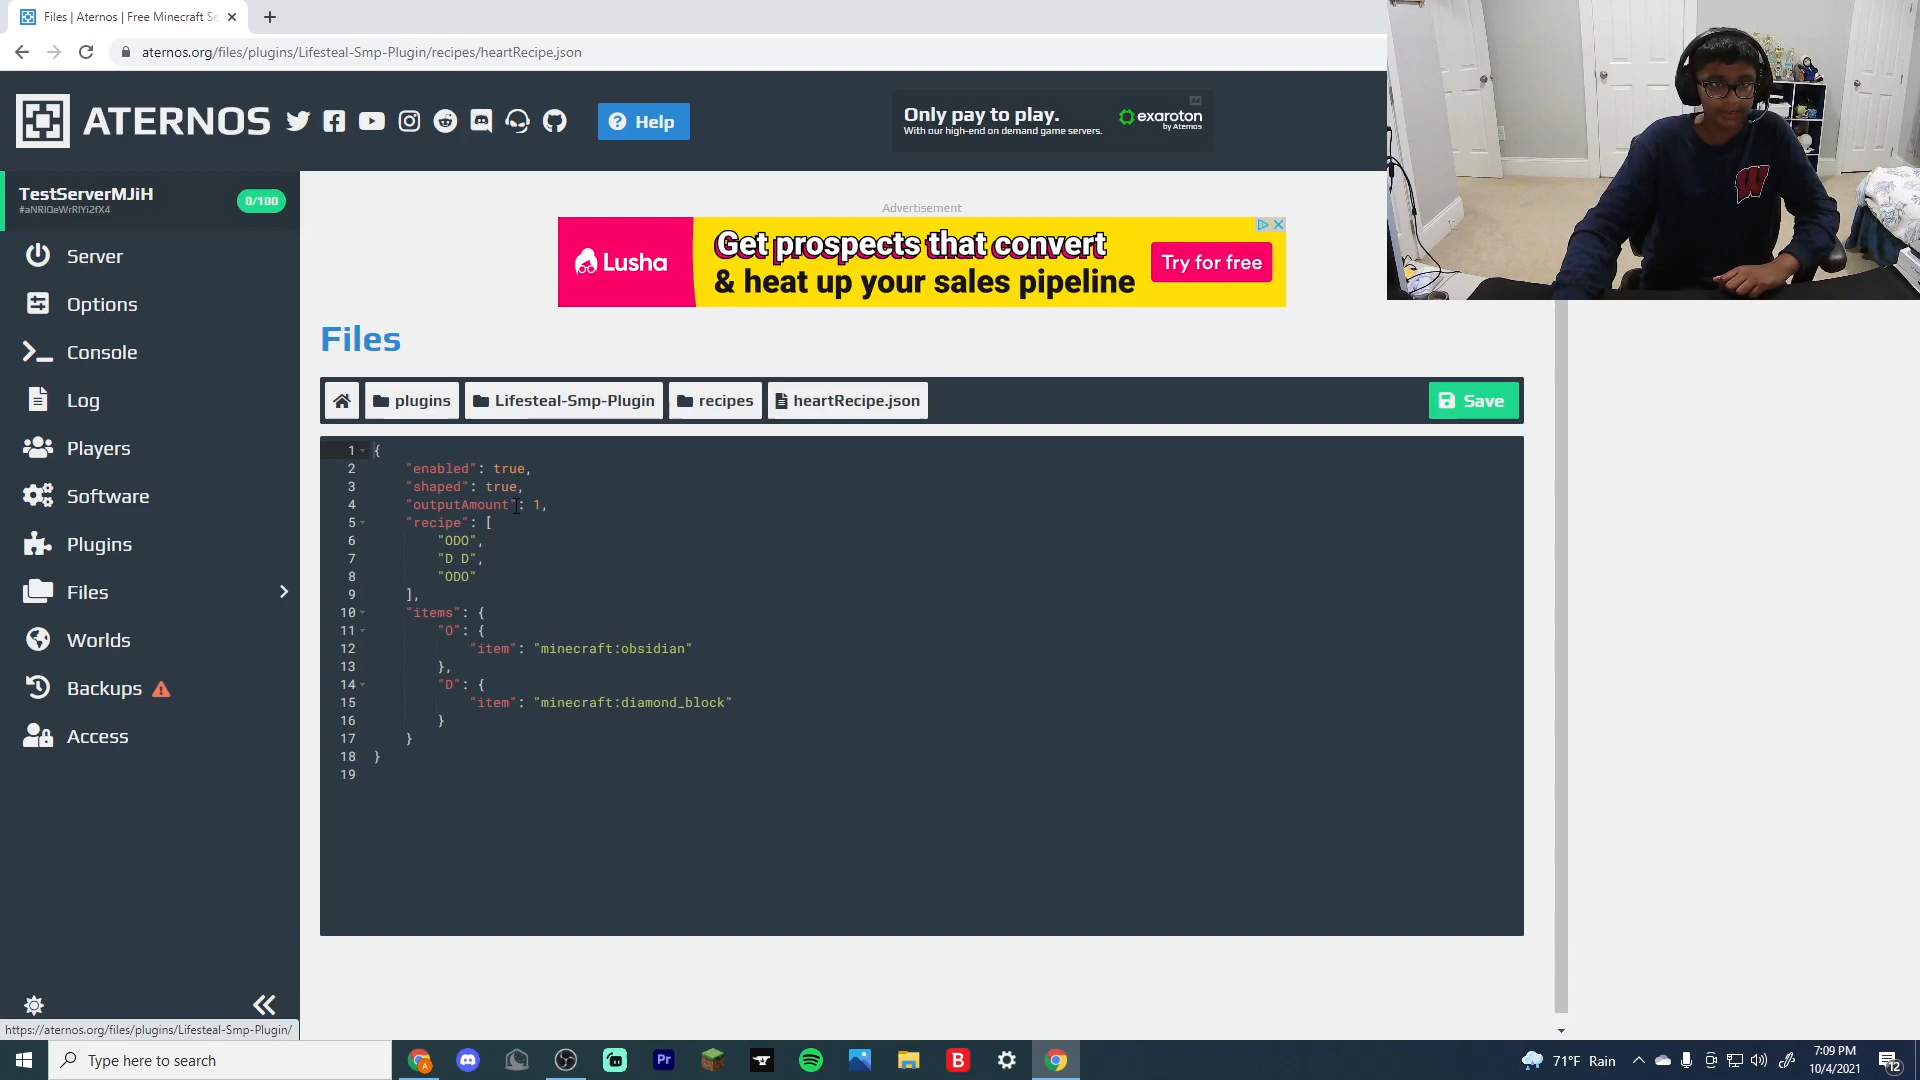 Files | Aternos | Free Minecraft Se
aternos.org/files/plugins/Lifesteal-Smp-Plugin/recipes/heartRecipe.json
ATERNOS
Help
Only pay to play.
With our high-end on demand game servers.
Ad
exaroton
by Aternos
TestServerMJiH
0/100
Server
Options
Console
Log
Players
Software
Plugins
Files
Worlds
Backups
Access
Advertisement
Lusha
Get prospects that convert
& heat up your sales pipeline
Try for free
Files
plugins
Lifesteal-Smp-Plugin
recipes
heartRecipe.json
Save
1 {
2 "enabled": true,
3 "shaped": true,
4 "outputAmount": 1,
5 "recipe": [
6 "ODO",
7 "D D",
8 "ODO"
9 ],
10 "items": {
11 "O": {
12 "item": "minecraft:obsidian"
13 },
14 "D": {
15 "item": "minecraft:diamond_block"
16 }
17 }
18 }
19
W
https://aternos.org/files/plugins/Lifesteal-Smp-Plugin/
Type here to search
A
Pr
B
71°F Rain
7:09 PM
10/4/2021
12